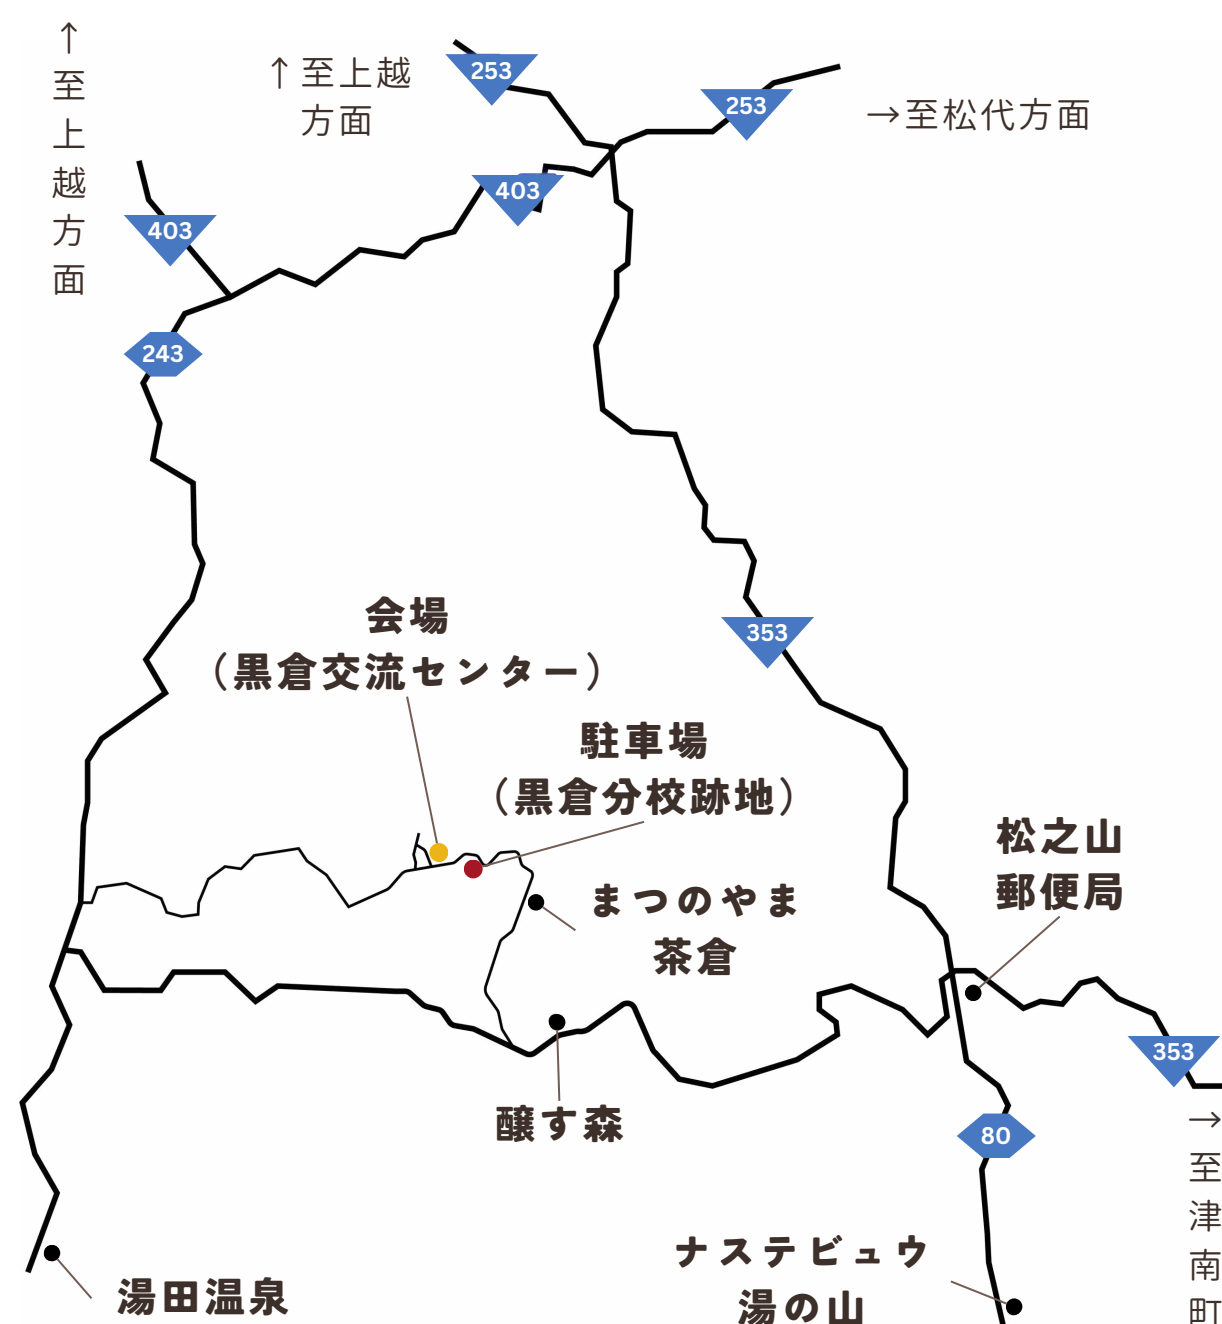 ↑至上越方面
↑至上越
方面
253
253
→至松代方面
403
403
243
353
会場
（黒倉交流センター）
駐車場
（黒倉分校跡地）
松之山
郵便局
まつのやま
茶倉
353
醸す森
80
→至津南町
ナステビュウ
湯の山
湯田温泉